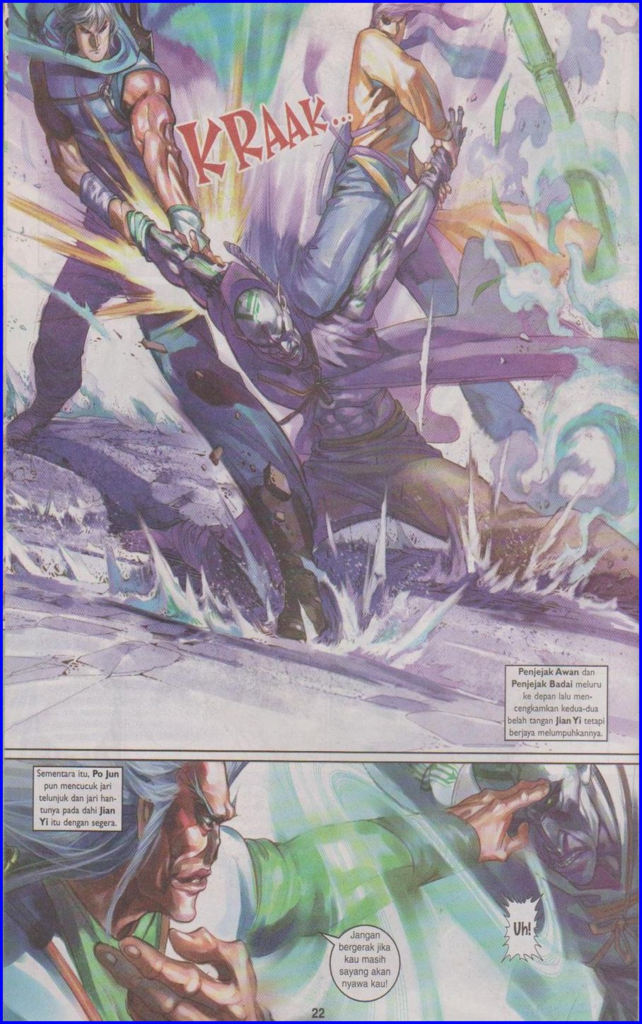 KRAAK...
Penjejak Awan dan
Penjejak Badai meluru
ke depan lalu men-
cengkamkan kedua-dua
belah tangan Jian Yi tetapi
berjaya melumpuhkannya.
Sementara itu, Po Jun
pun mencucuk jari
telunjuk dan jari han-
tunya pada dahi Jian
Yi itu dengan segera.
Uh!
Jangan
bergerak jika
kau masih
sayang akan
nyawa kau!
22